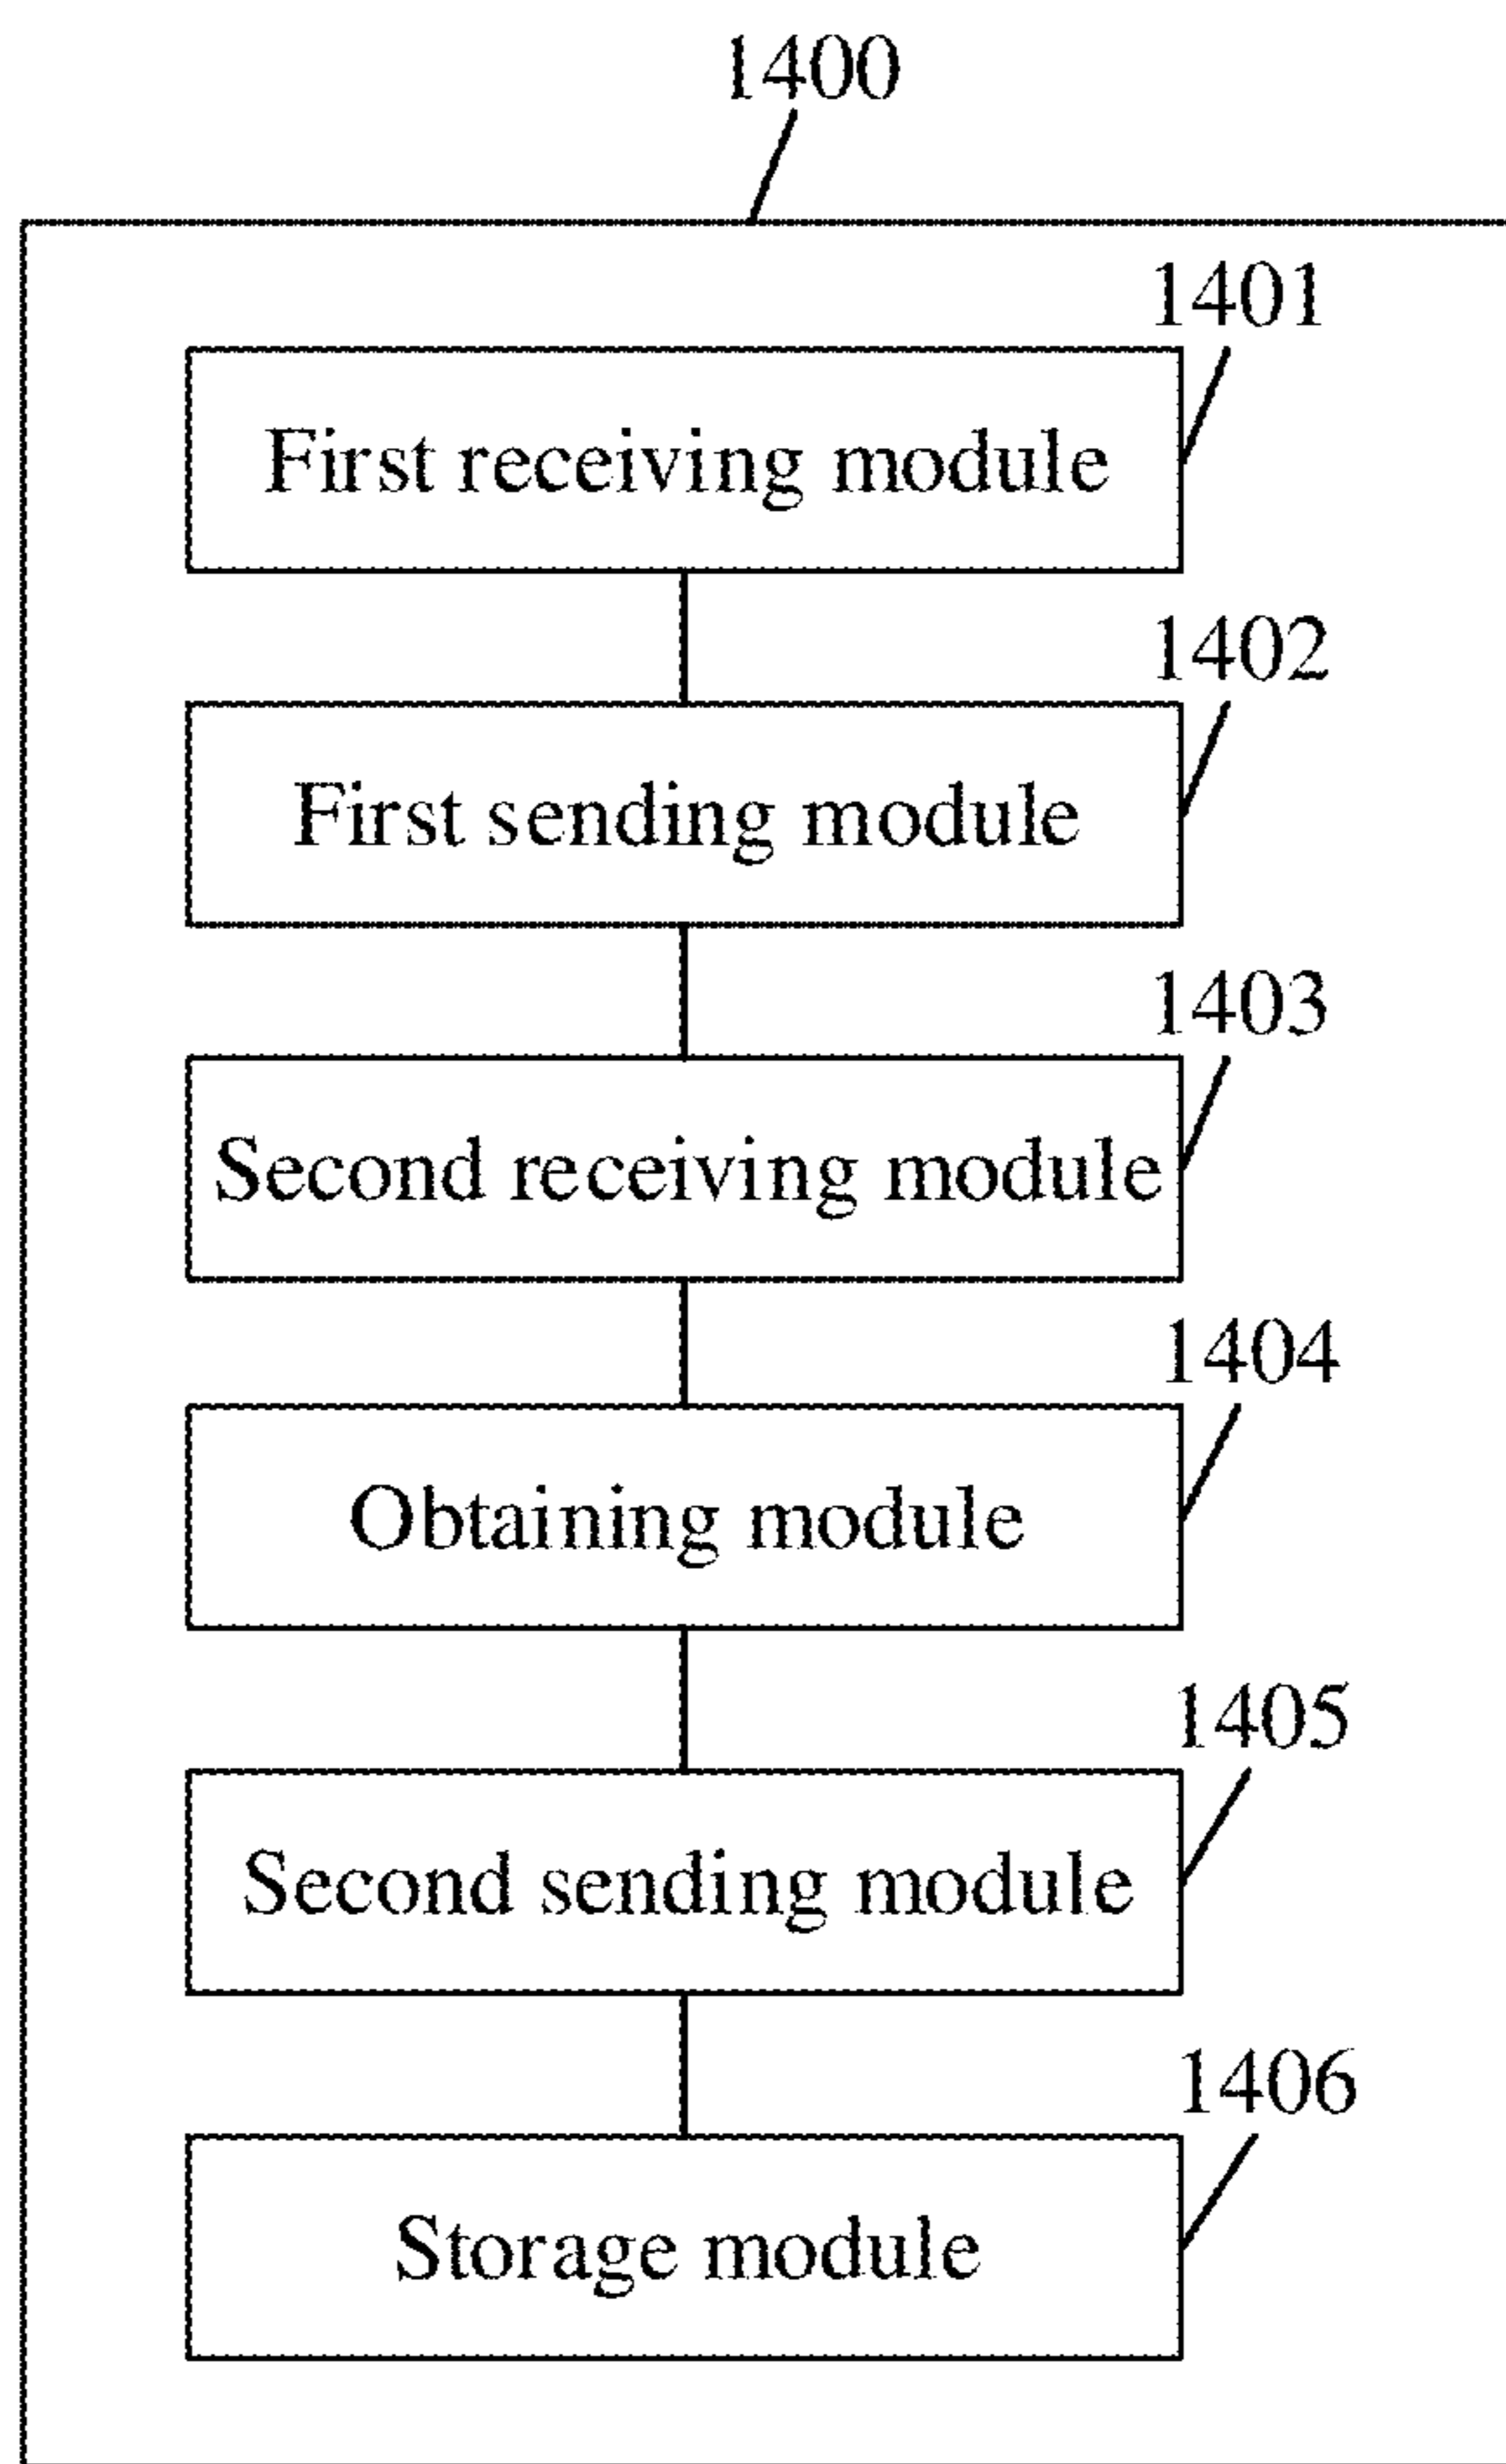 1400
1401
First receiving module
1402
First sending module
1403
Second receiving module
1404
Obtaining module
1405
Second sending module
1406
Storage module